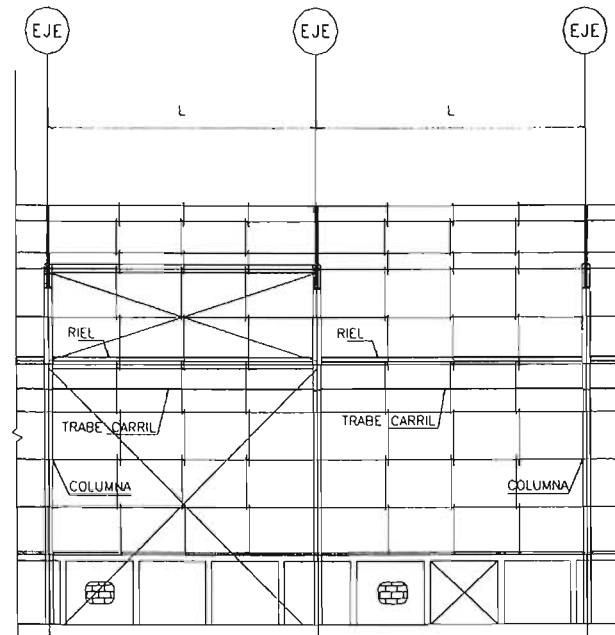 EJE EJE EJE
L L
RIEL RIEL
TRABE CARRIL TRABE CARRIL
COLUMNA COLUMNA